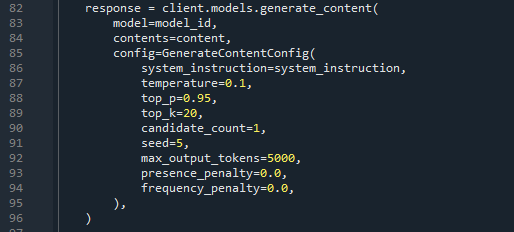 82 response = client.models.generate_content(
83 model=model_id,
84 contents=content,
85 config=GenerateContentConfig(
86 system_instruction=system_instruction,
87 temperature=0.1,
88 top_p=0.95,
89 top_k=20,
90 candidate_count=1,
91 seed=5,
92 max_output_tokens=5000,
93 presence_penalty=0.0,
94 frequency_penalty=0.0,
95 ),
96 )